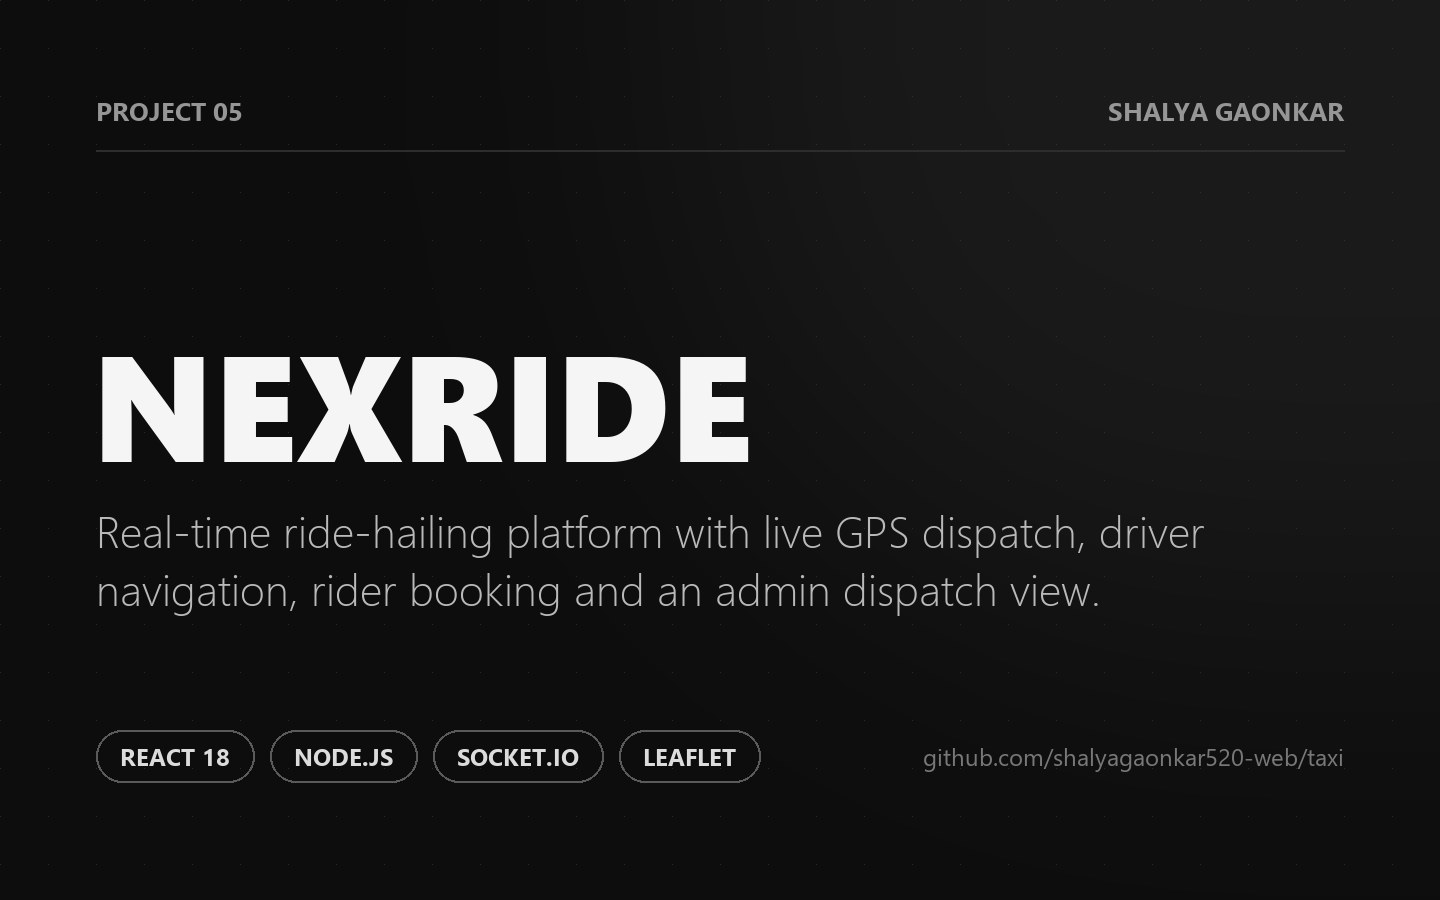 PROJECT 05
SHALYA GAONKAR
NEXRIDE
Real-time ride-hailing platform with live GPS dispatch, driver
navigation, rider booking and an admin dispatch view.
REACT 18
NODE.JS
SOCKET.IO
LEAFLET
github.com/shalyagaonkar520-web/taxi